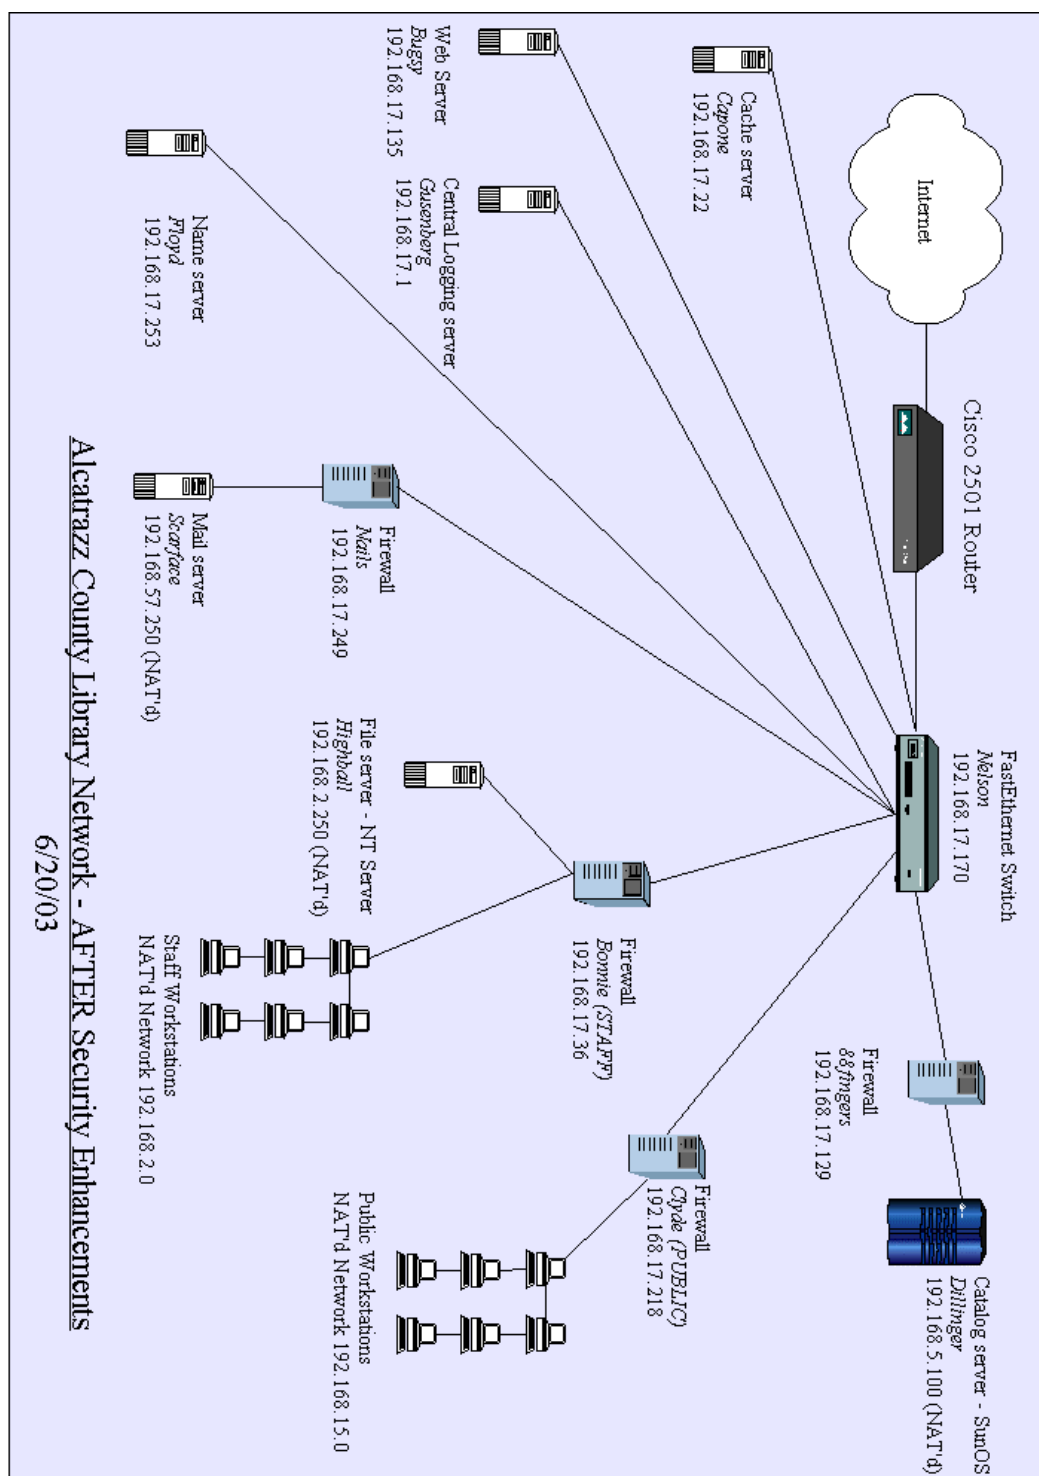 Internet
Cisco 2501 Router
FastEthernet Switch
Nelson
192.168.17.170
Firewall
88fingers
192.168.17.129
Catalog server - SunOS
Dillinger
192.168.5.100 (NAT'd)
Cache server
Capone
192.168.17.22
Web Server
Bugsy
192.168.17.135
Central Logging server
Gusenberg
192.168.17.1
Name server
Floyd
192.168.17.253
Firewall
Nails
192.168.17.249
Mail server
Scarface
192.168.57.250 (NAT'd)
File server - NT Server
Highball
192.168.2.250 (NAT'd)
Firewall
Bonnie (STAFF)
192.168.17.36
Firewall
Clyde (PUBLIC)
192.168.17.218
Staff Workstations
NAT'd Network 192.168.2.0
Public Workstations
NAT'd Network 192.168.15.0
Alcatrazz County Library Network - AFTER Security Enhancements
6/20/03